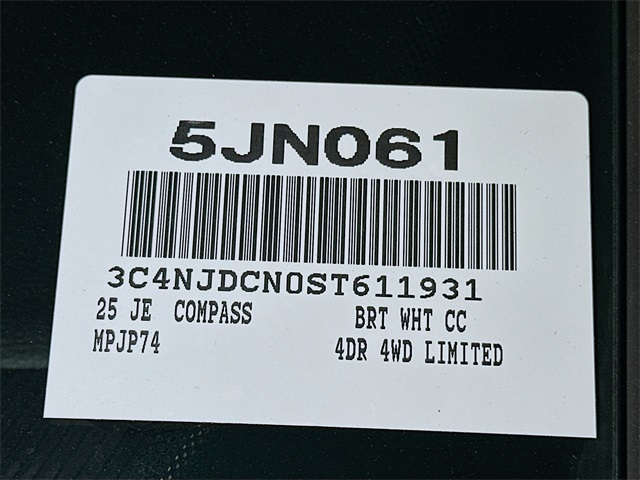 5JN061
3C4NJDCN0ST611931
25 JE COMPASS BRT WHT CC
MPJP74 4DR 4WD LIMITED